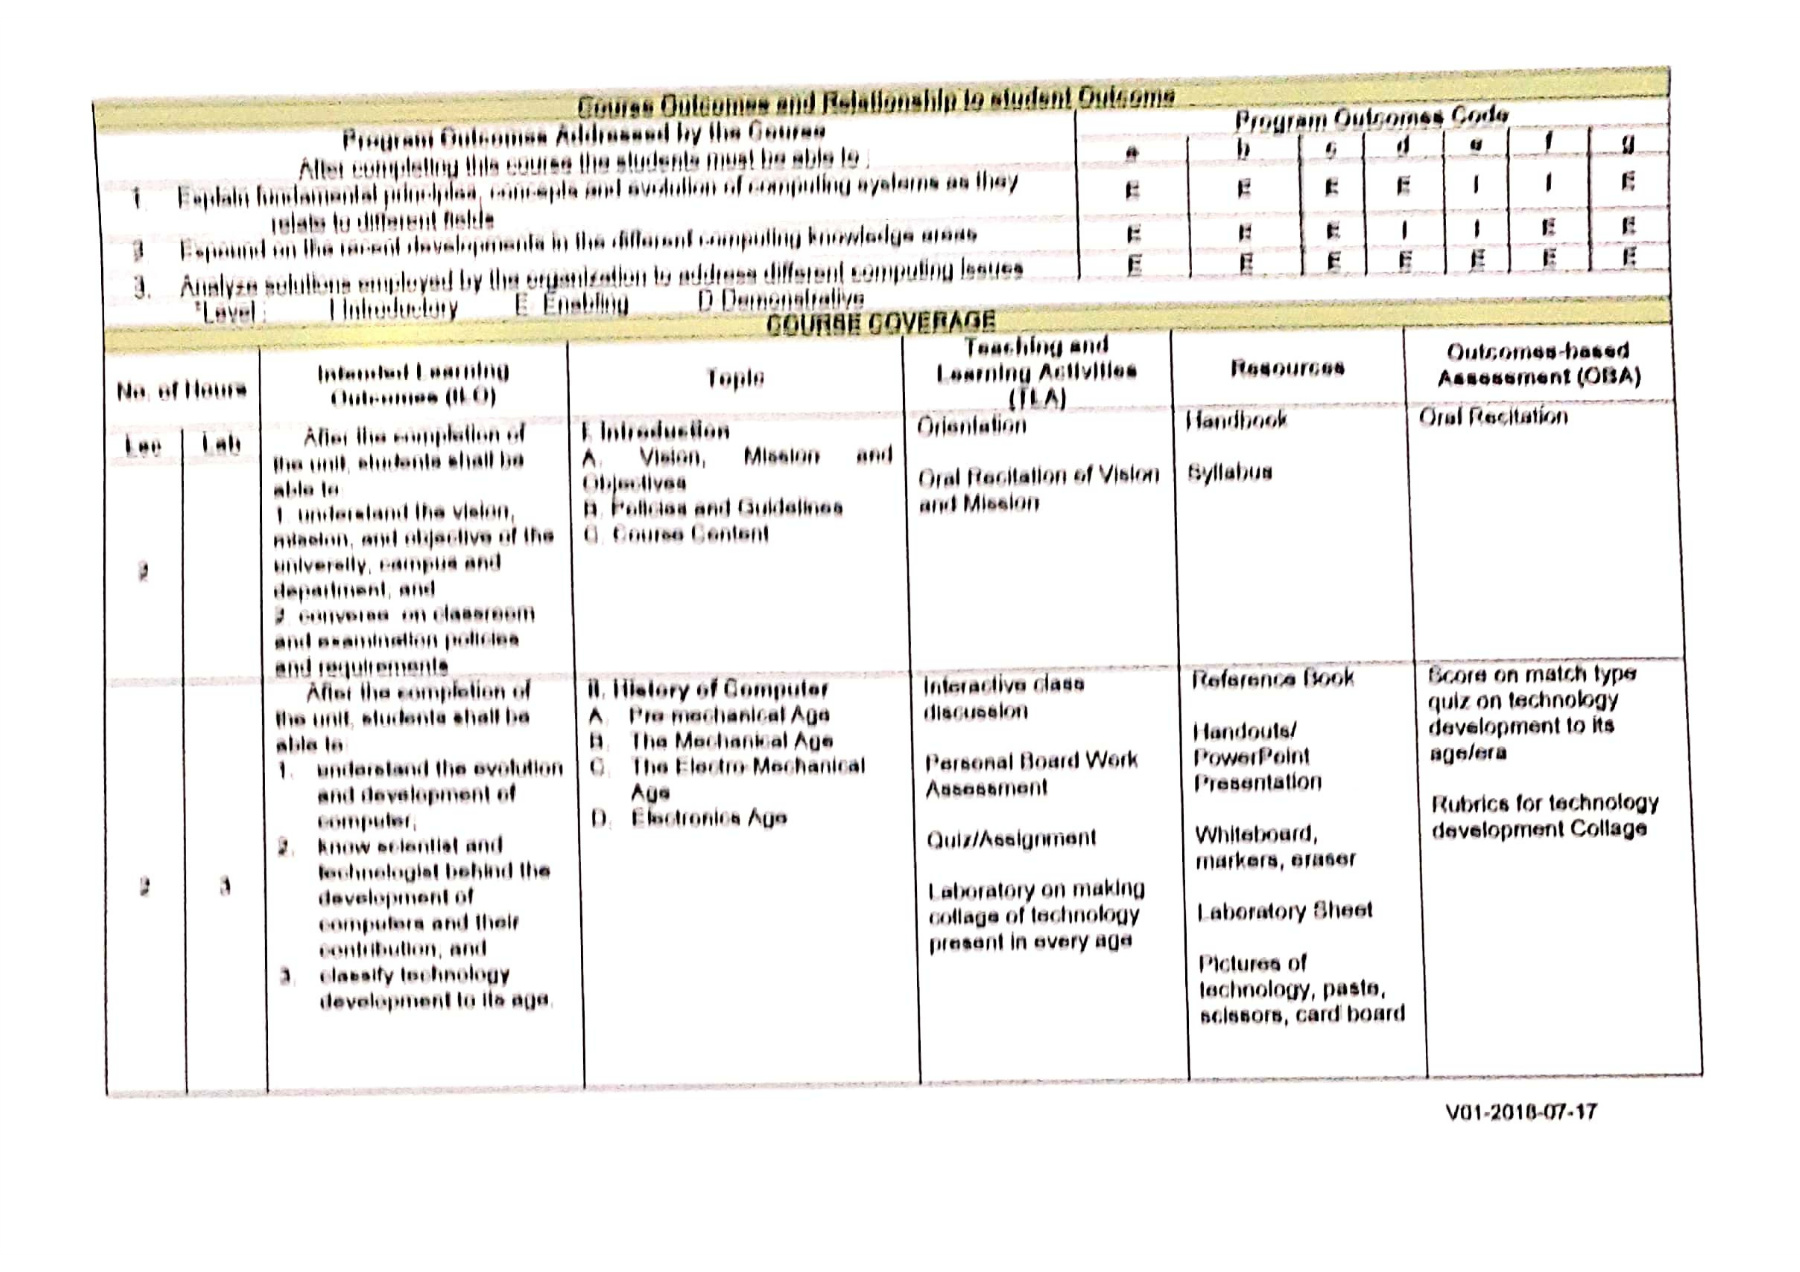 Course Outcomes and Relationship to student Outcome
Program Outcomes Addressed by the Course
Program Outcomes Code
After completing this course the students must be able to :
a b c d e f g
1. Explain fundamental principles, concepts and evolution of computing systems as they
relate to different fields
E E E E I I E
2 Expound on the recent developments in the different computing knowledge areas
E E E I I E E
3. Analyze solutions employed by the organization to address different computing issues
E E E E E E E
*Level : I Introductory E Enabling D Demonstrative
COURSE COVERAGE
No. of Hours
Intended Learning
Outcomes (ILO)
Topic
Teaching and
Learning Activities
(TLA)
Resources
Outcomes-based
Assessment (OBA)
Lec Lab
2
After the completion of
the unit, students shall be
able to
1. understand the vision,
mission, and objective of the
university, campus and
department, and
2. converse on classroom
and examination policies
and requirements
I. Introduction
A. Vision, Mission and
Objectives
B. Policies and Guidelines
C. Course Content
Orientation
Oral Recitation of Vision
and Mission
Handbook
Syllabus
Oral Recitation
2 3
After the completion of
the unit, students shall be
able to
1. understand the evolution
and development of
computer,
2. know scientist and
technologist behind the
development of
computers and their
contribution, and
3. classify technology
development to its age.
II. History of Computer
A. Pre mechanical Age
B. The Mechanical Age
C. The Electro-Mechanical
Age
D. Electronics Age
Interactive class
discussion
Personal Board Work
Assessment
Quiz/Assignment
Laboratory on making
collage of technology
present in every age
Reference Book
Handouts/
PowerPoint
Presentation
Whiteboard,
markers, eraser
Laboratory Sheet
Pictures of
technology, paste,
scissors, card board
Score on match type
quiz on technology
development to its
age/era
Rubrics for technology
development Collage
V01-2018-07-17